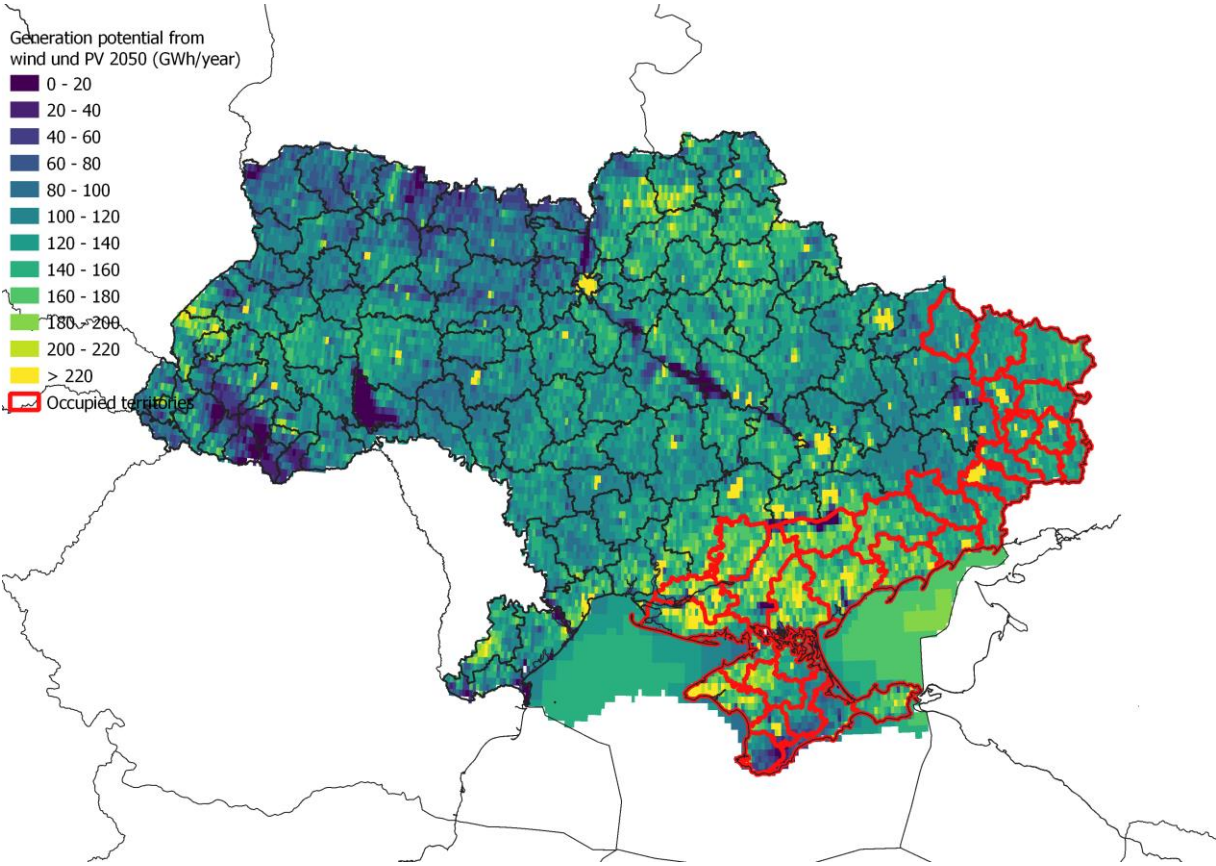 Generation potential from
wind und PV 2050 (GWh/year)
0 - 20
20 - 40
40 - 60
60 - 80
80 - 100
100 - 120
120 - 140
140 - 160
160 - 180
180 - 200
200 - 220
> 220
Occupied territories